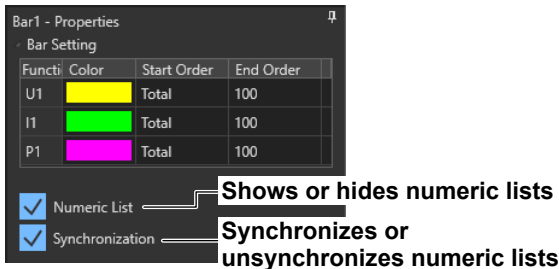 Bar1 - Properties
Bar Setting
Functi Color Start Order End Order
U1 Total 100
I1 Total 100
P1 Total 100
Numeric List
Shows or hides numeric lists
Synchronization
Synchronizes or
unsynchronizes numeric lists